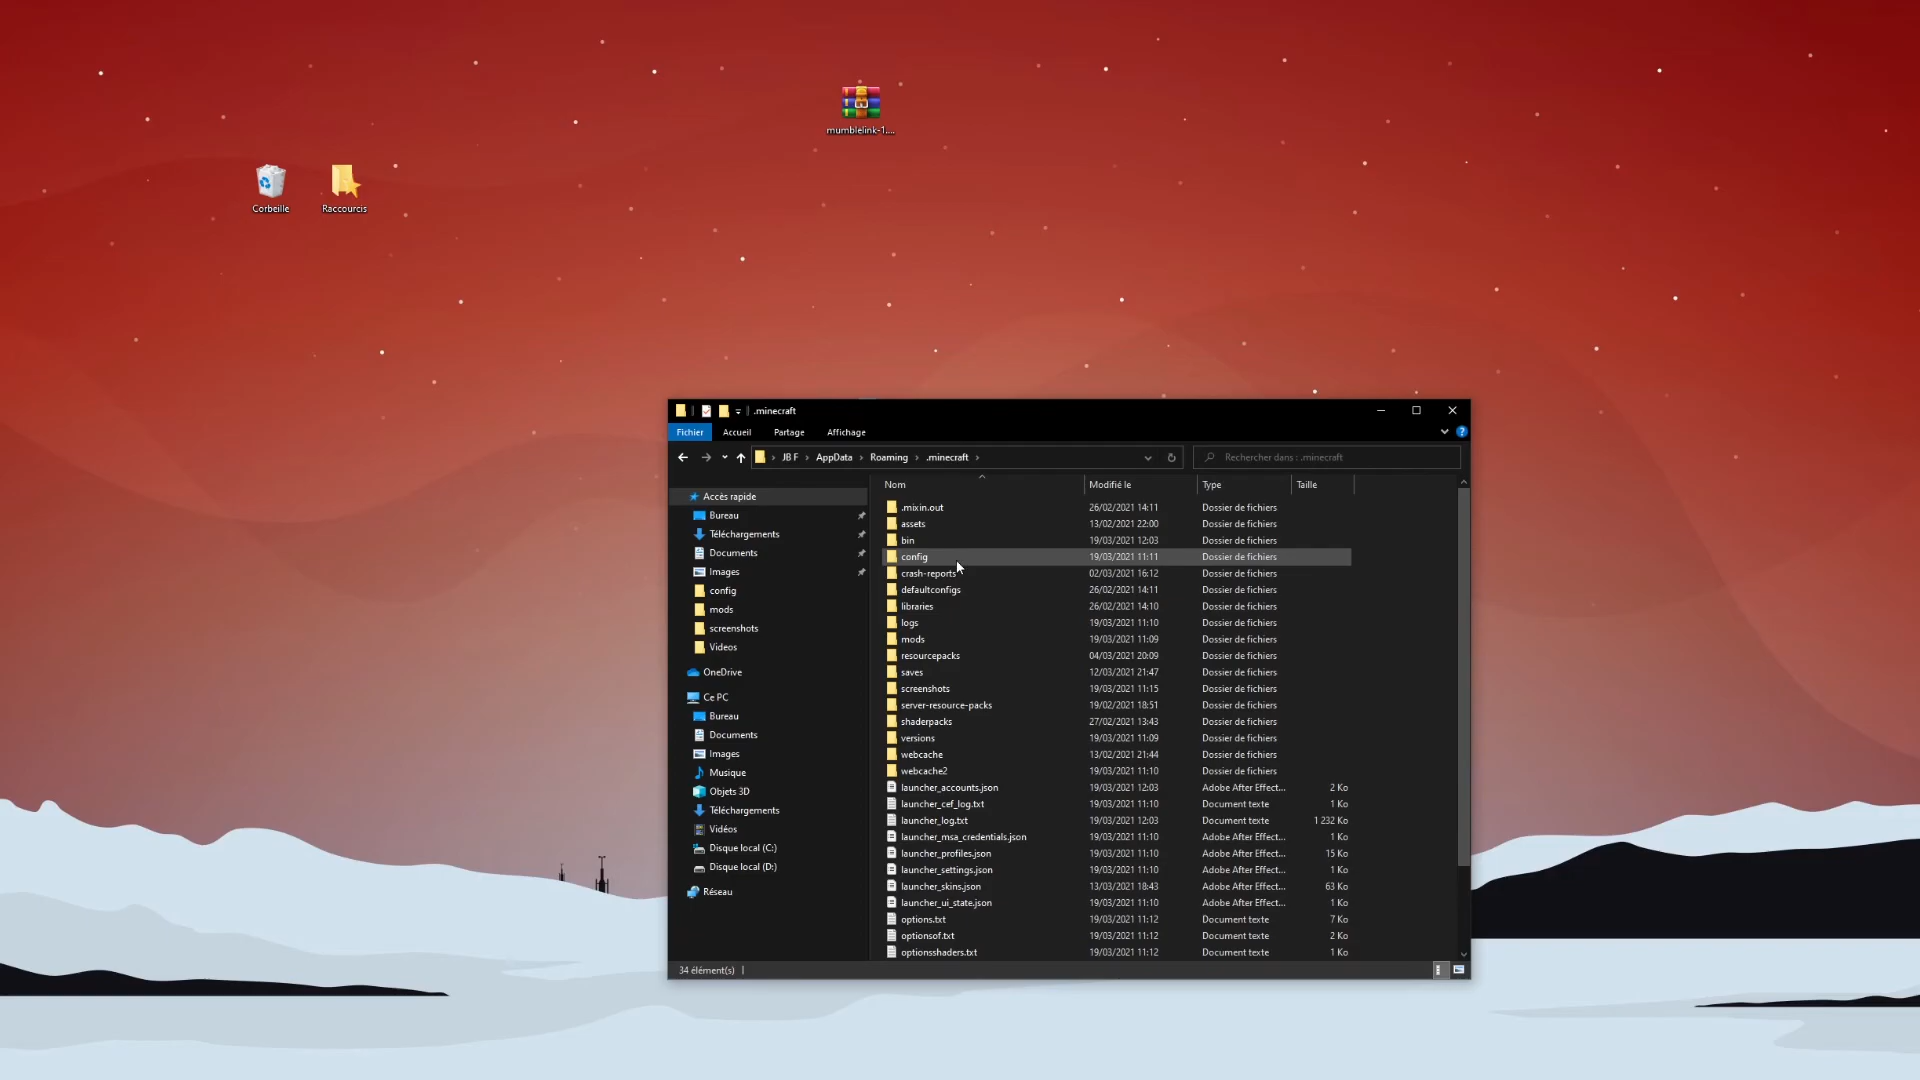 mumblelink-1....
Corbeille
Raccourcis
.minecraft
Fichier
Accueil
Partage
Affichage
JB F
AppData
Roaming
.minecraft
Rechercher dans : .minecraft
Accès rapide
Bureau
Téléchargements
Documents
Images
config
mods
screenshots
Videos
OneDrive
Ce PC
Bureau
Documents
Images
Musique
Objets 3D
Téléchargements
Vidéos
Disque local (C:)
Disque local (D:)
Réseau
Nom Modifié le Type Taille
.mixin.out 26/02/2021 14:11 Dossier de fichiers
assets 13/02/2021 22:00 Dossier de fichiers
bin 19/03/2021 12:03 Dossier de fichiers
config 19/03/2021 11:11 Dossier de fichiers
crash-reports 02/03/2021 16:12 Dossier de fichiers
defaultconfigs 26/02/2021 14:11 Dossier de fichiers
libraries 26/02/2021 14:10 Dossier de fichiers
logs 19/03/2021 11:10 Dossier de fichiers
mods 19/03/2021 11:09 Dossier de fichiers
resourcepacks 04/03/2021 20:09 Dossier de fichiers
saves 12/03/2021 21:47 Dossier de fichiers
screenshots 19/03/2021 11:15 Dossier de fichiers
server-resource-packs 19/02/2021 18:51 Dossier de fichiers
shaderpacks 27/02/2021 13:43 Dossier de fichiers
versions 19/03/2021 11:09 Dossier de fichiers
webcache 13/02/2021 21:44 Dossier de fichiers
webcache2 19/03/2021 11:10 Dossier de fichiers
launcher_accounts.json 19/03/2021 12:03 Adobe After Effect... 2 Ko
launcher_cef_log.txt 19/03/2021 11:10 Document texte 1 Ko
launcher_log.txt 19/03/2021 12:03 Document texte 1 232 Ko
launcher_msa_credentials.json 19/03/2021 11:10 Adobe After Effect... 1 Ko
launcher_profiles.json 19/03/2021 11:10 Adobe After Effect... 15 Ko
launcher_settings.json 19/03/2021 11:10 Adobe After Effect... 1 Ko
launcher_skins.json 13/03/2021 18:43 Adobe After Effect... 63 Ko
launcher_ui_state.json 19/03/2021 11:10 Adobe After Effect... 1 Ko
options.txt 19/03/2021 11:12 Document texte 7 Ko
optionsof.txt 19/03/2021 11:12 Document texte 2 Ko
optionsshaders.txt 19/03/2021 11:12 Document texte 1 Ko
34 élément(s)